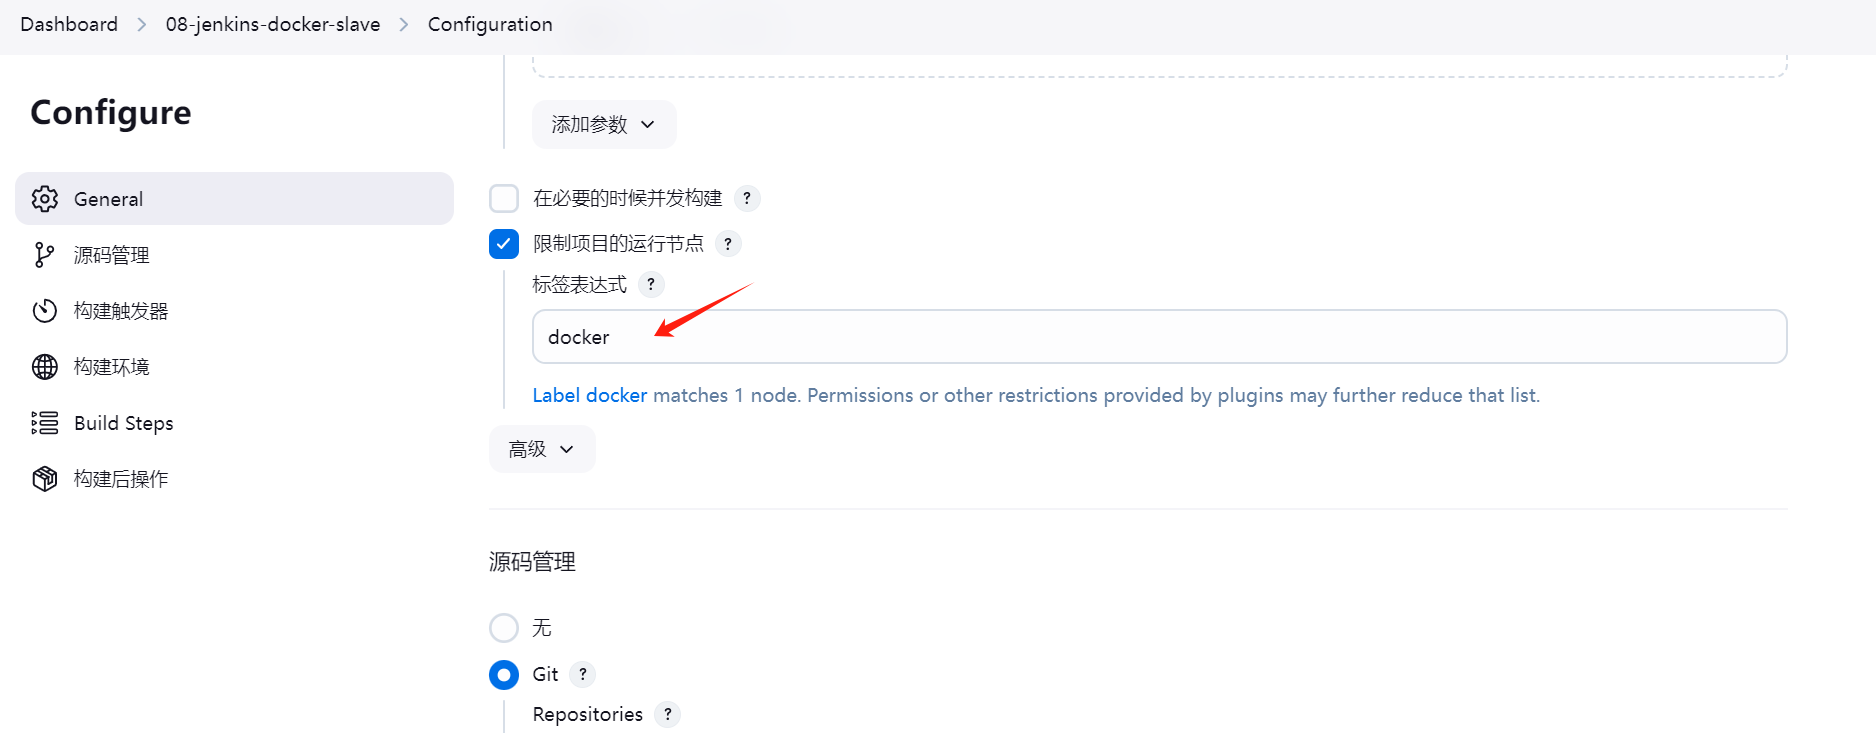 Dashboard > 08-jenkins-docker-slave > Configuration
Configure
General
源码管理
构建触发器
构建环境
Build Steps
构建后操作
添加参数
在必要的时候并发构建 ?
限制项目的运行节点 ?
标签表达式 ?
docker
Label docker matches 1 node. Permissions or other restrictions provided by plugins may further reduce that list.
高级
源码管理
无
Git ?
Repositories ?